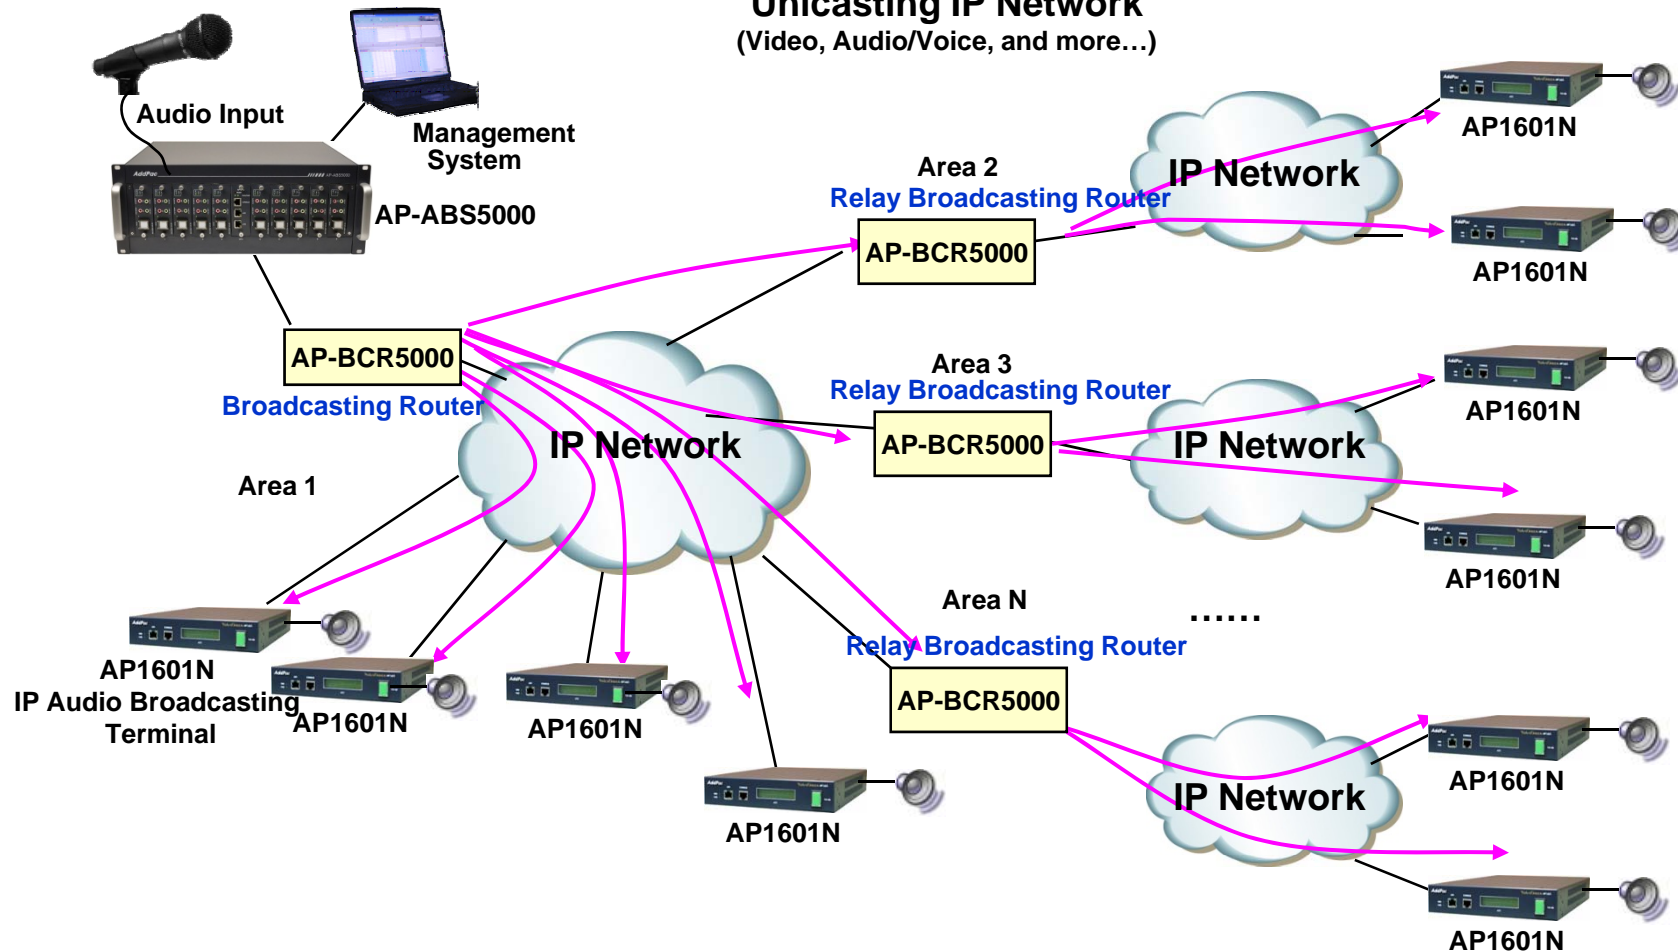 Unicasting IP Network
(Video, Audio/Voice, and more…)
Audio Input
Management
System
AddPac
AP-ABS5000
AP-ABS5000
AP-BCR5000
Broadcasting Router
Area 1
IP Network
Area 2
Relay Broadcasting Router
AP-BCR5000
IP Network
AP1601N
AP1601N
Area 3
Relay Broadcasting Router
AP-BCR5000
IP Network
AP1601N
AP1601N
Area N
……
Relay Broadcasting Router
AP-BCR5000
IP Network
AP1601N
AP1601N
AP1601N
IP Audio Broadcasting
Terminal
AP1601N
AP1601N
AP1601N